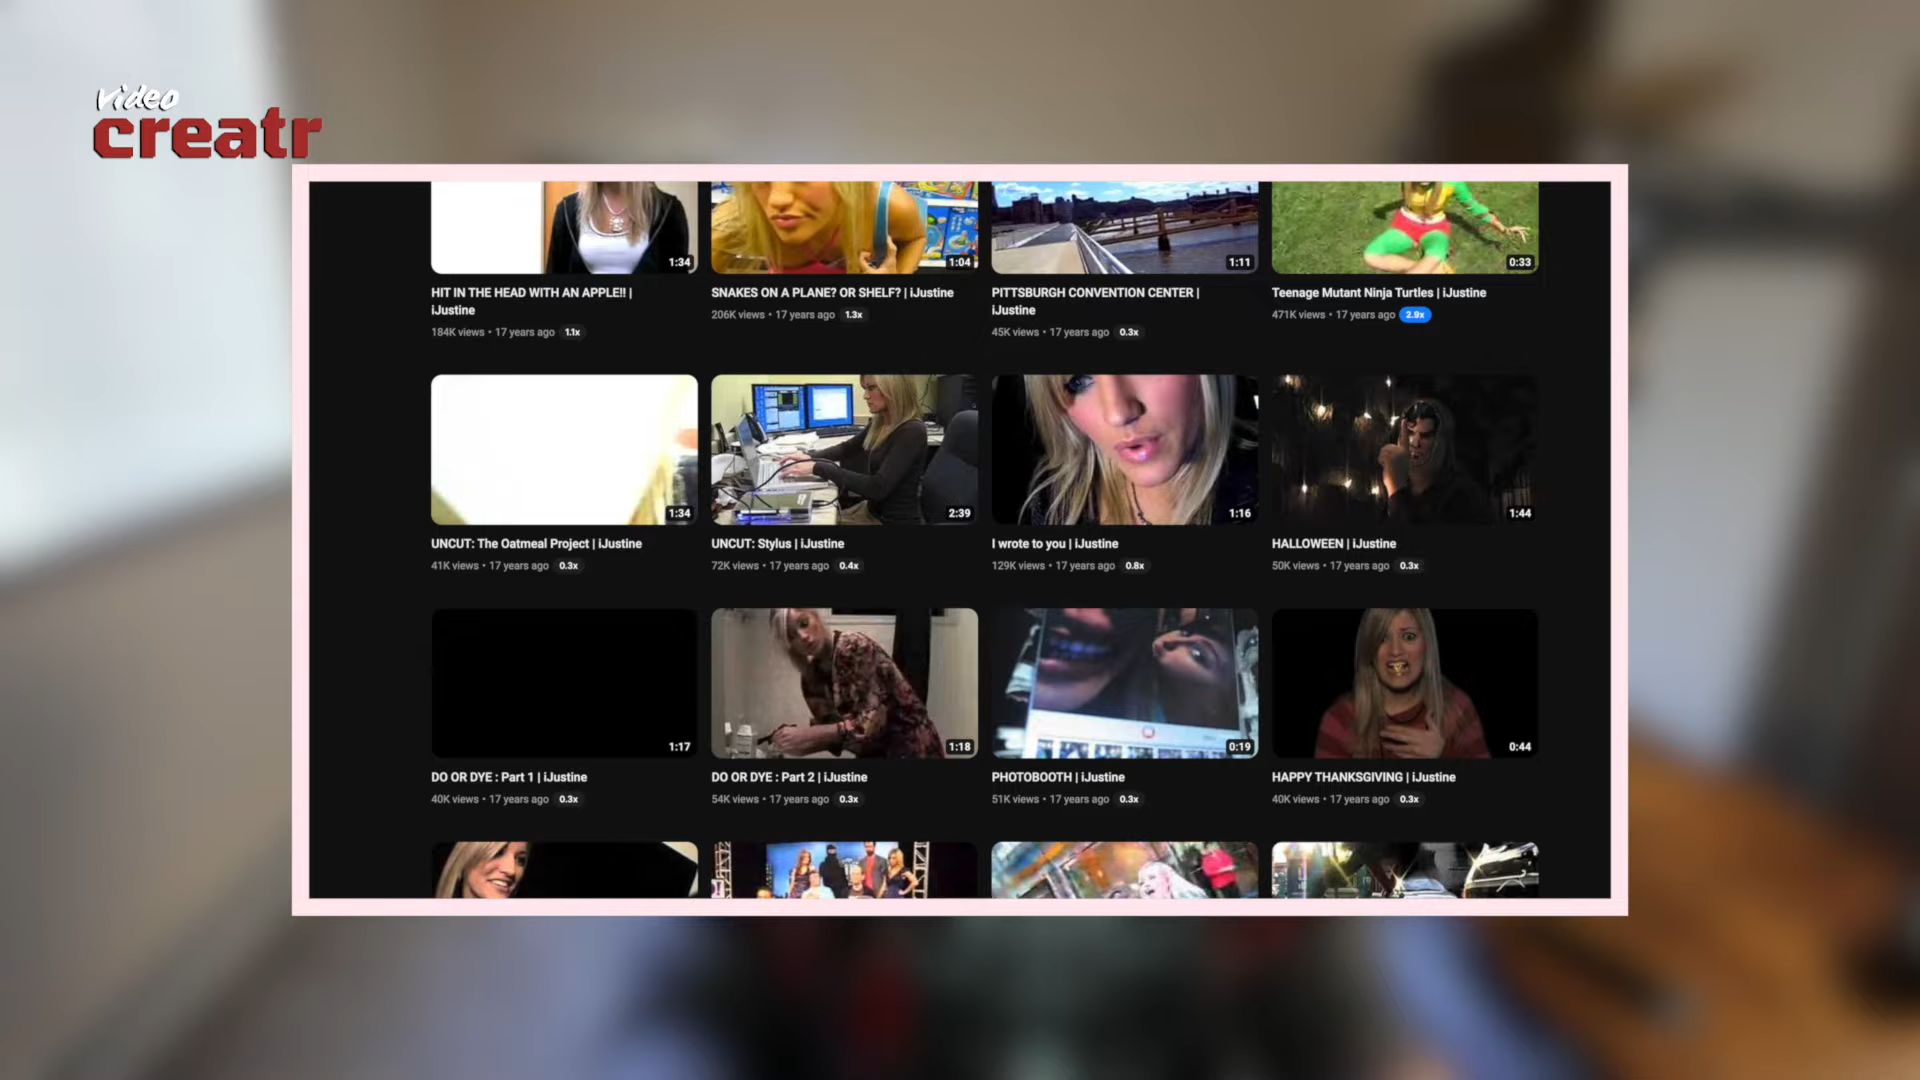 video
creatr
1:34
1:04
1:11
0:33
HIT IN THE HEAD WITH AN APPLE!! |
iJustine
184K views • 17 years ago 1.1x
SNAKES ON A PLANE? OR SHELF? | iJustine
206K views • 17 years ago 1.3x
PITTSBURGH CONVENTION CENTER |
iJustine
45K views • 17 years ago 0.3x
Teenage Mutant Ninja Turtles | iJustine
471K views • 17 years ago 2.9x
1:34
2:39
1:16
1:44
UNCUT: The Oatmeal Project | iJustine
41K views • 17 years ago 0.3x
UNCUT: Stylus | iJustine
72K views • 17 years ago 0.4x
I wrote to you | iJustine
129K views • 17 years ago 0.8x
HALLOWEEN | iJustine
50K views • 17 years ago 0.3x
1:17
1:18
0:19
0:44
DO OR DYE : Part 1 | iJustine
40K views • 17 years ago 0.3x
DO OR DYE : Part 2 | iJustine
54K views • 17 years ago 0.3x
PHOTOBOOTH | iJustine
51K views • 17 years ago 0.3x
HAPPY THANKSGIVING | iJustine
40K views • 17 years ago 0.3x